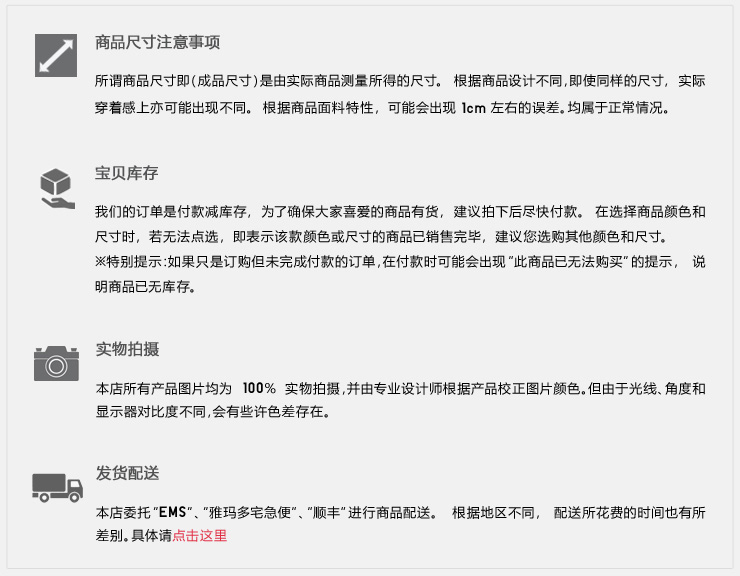 商品尺寸注意事项
所谓商品尺寸即(成品尺寸)是由实际商品测量所得的尺寸。 根据商品设计不同,即使同样的尺寸，实际
穿着感上亦可能出现不同。 根据商品面料特性，可能会出现 1cm 左右的误差。均属于正常情况。
宝贝库存
我们的订单是付款减库存，为了确保大家喜爱的商品有货，建议拍下后尽快付款。 在选择商品颜色和
尺寸时，若无法点选，即表示该款颜色或尺寸的商品已销售完毕，建议您选购其他颜色和尺寸。
※特别提示:如果只是订购但未完成付款的订单,在付款时可能会出现“此商品已无法购买”的提示， 说
明商品已无库存。
实物拍摄
本店所有产品图片均为 100% 实物拍摄,并由专业设计师根据产品校正图片颜色。但由于光线、角度和
显示器对比度不同,会有些许色差存在。
发货配送
本店委托“EMS”、“雅玛多宅急便”、“顺丰”进行商品配送。 根据地区不同， 配送所花费的时间也有所
差别。具体请点击这里